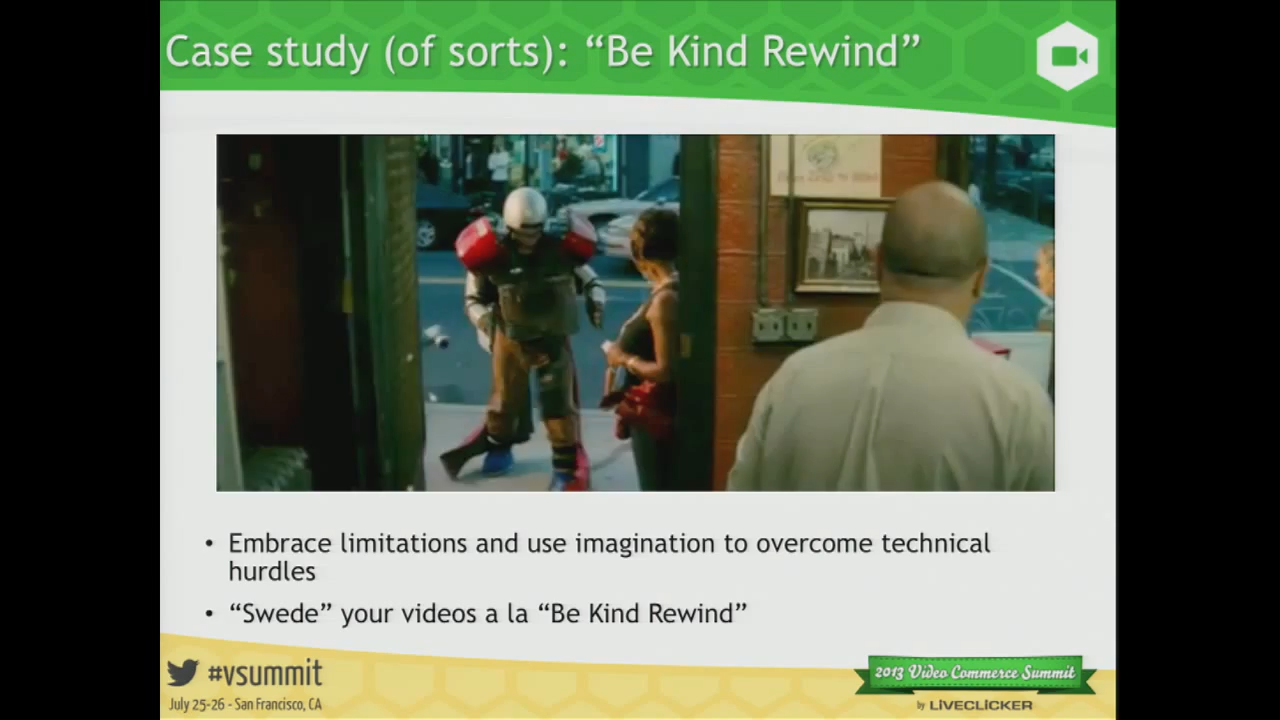 Case study (of sorts): “Be Kind Rewind”
• Embrace limitations and use imagination to overcome technical
hurdles
• “Swede” your videos a la “Be Kind Rewind”
#vsummit
July 25-26 - San Francisco, CA
2013 Video Commerce Summit
by LIVECLICKER